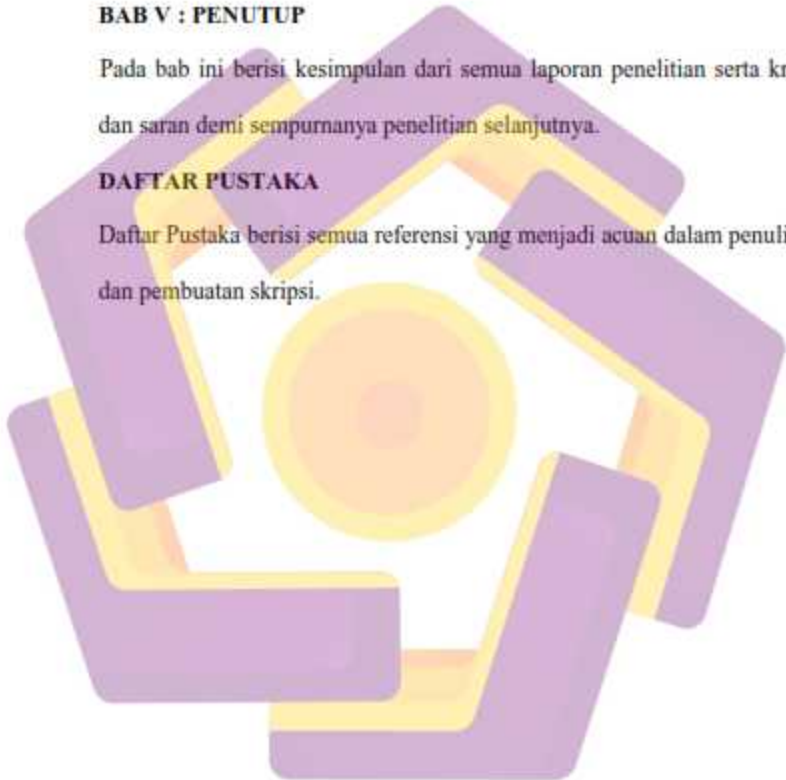 BAB V : PENUTUP
Pada bab ini berisi kesimpulan dari semua laporan penelitian serta
dan saran demi sempurnanya penelitian selanjutnya.
DAFTAR PUSTAKA
Daftar Pustaka berisi semua referensi yang menjadi acuan dalam
dan pembuatan skripsi.